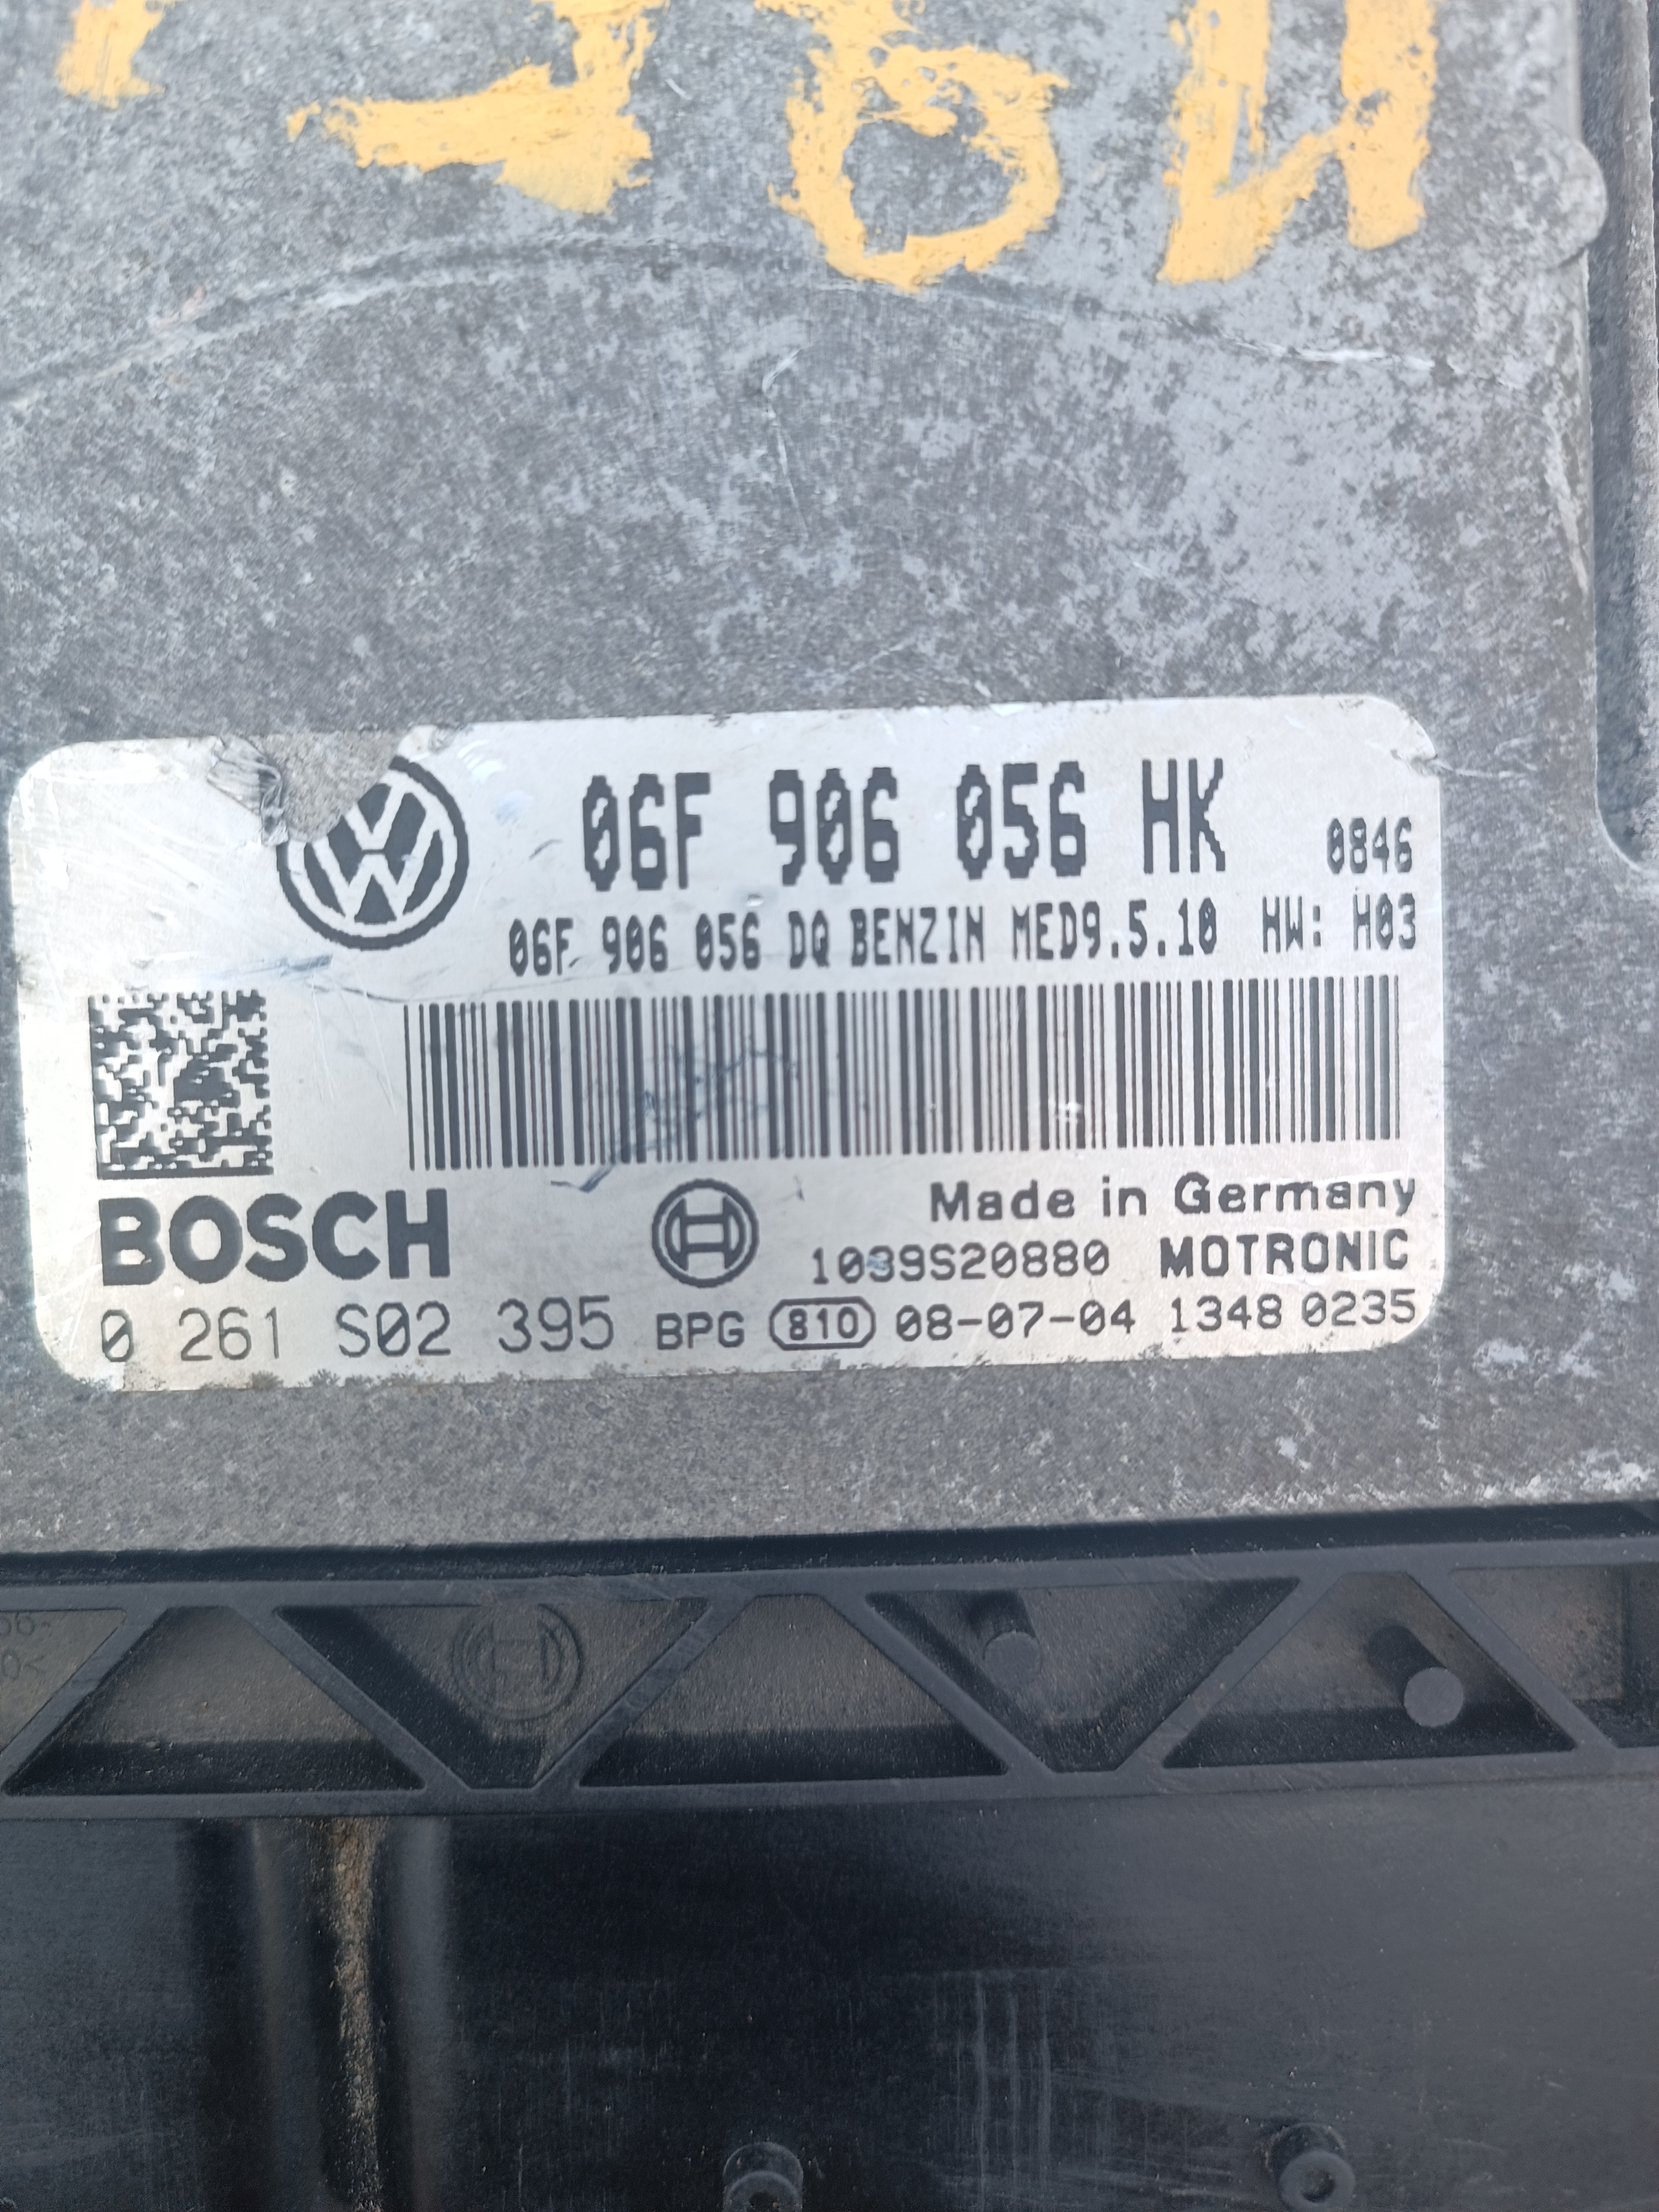 06F 906 056 HK 0846
06F 906 056 DQ BENZIN MED9.5.10 HW: H03
BOSCH
Made in Germany
1039S20880 MOTRONIC
0 261 S02 395 BPG 810 08-07-04 1348 0235